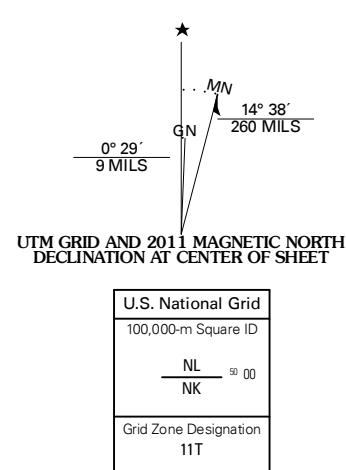 ★
MN
14° 38´
260 MILS
GN
0° 29´
9 MILS
UTM GRID AND 2011 MAGNETIC NORTH
DECLINATION AT CENTER OF SHEET
U.S. National Grid
100,000-m Square ID
NL
50 00
NK
Grid Zone Designation
11T